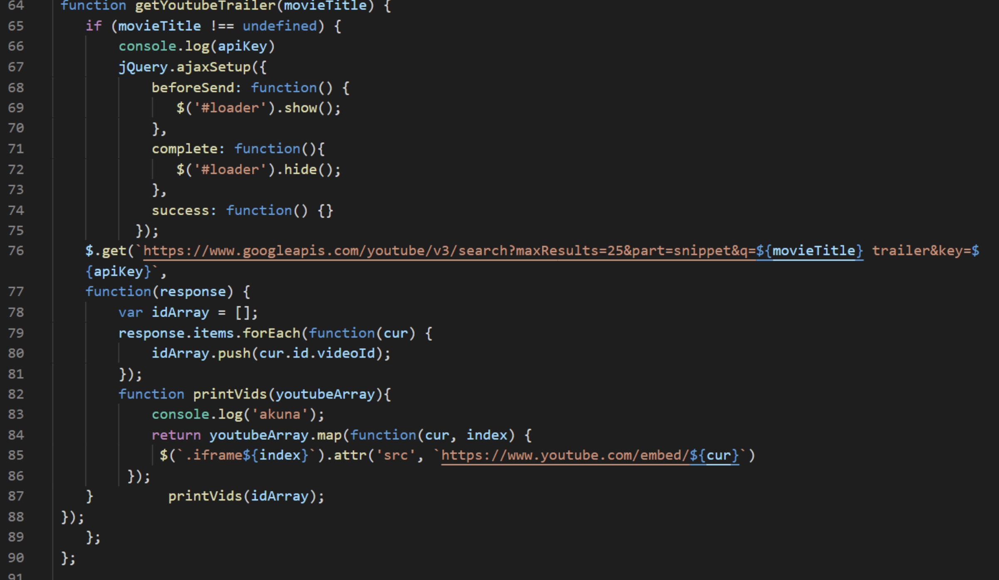 64 function getYoutubeTrailer(movieTitle) {
65 if (movieTitle !== undefined) {
66 console.log(apiKey)
67 jQuery.ajaxSetup({
68 beforeSend: function() {
69 $('#loader').show();
70 },
71 complete: function(){
72 $('#loader').hide();
73 },
74 success: function() {}
75 });
76 $.get(`https://www.googleapis.com/youtube/v3/search?maxResults=25&part=snippet&q=${movieTitle} trailer&key=$
{apiKey}`,
77 function(response) {
78 var idArray = [];
79 response.items.forEach(function(cur) {
80 idArray.push(cur.id.videoId);
81 });
82 function printVids(youtubeArray){
83 console.log('akuna');
84 return youtubeArray.map(function(cur, index) {
85 $(`.iframe${index}`).attr('src', `https://www.youtube.com/embed/${cur}`)
86 });
87 } printVids(idArray);
88 });
89 };
90 };
91